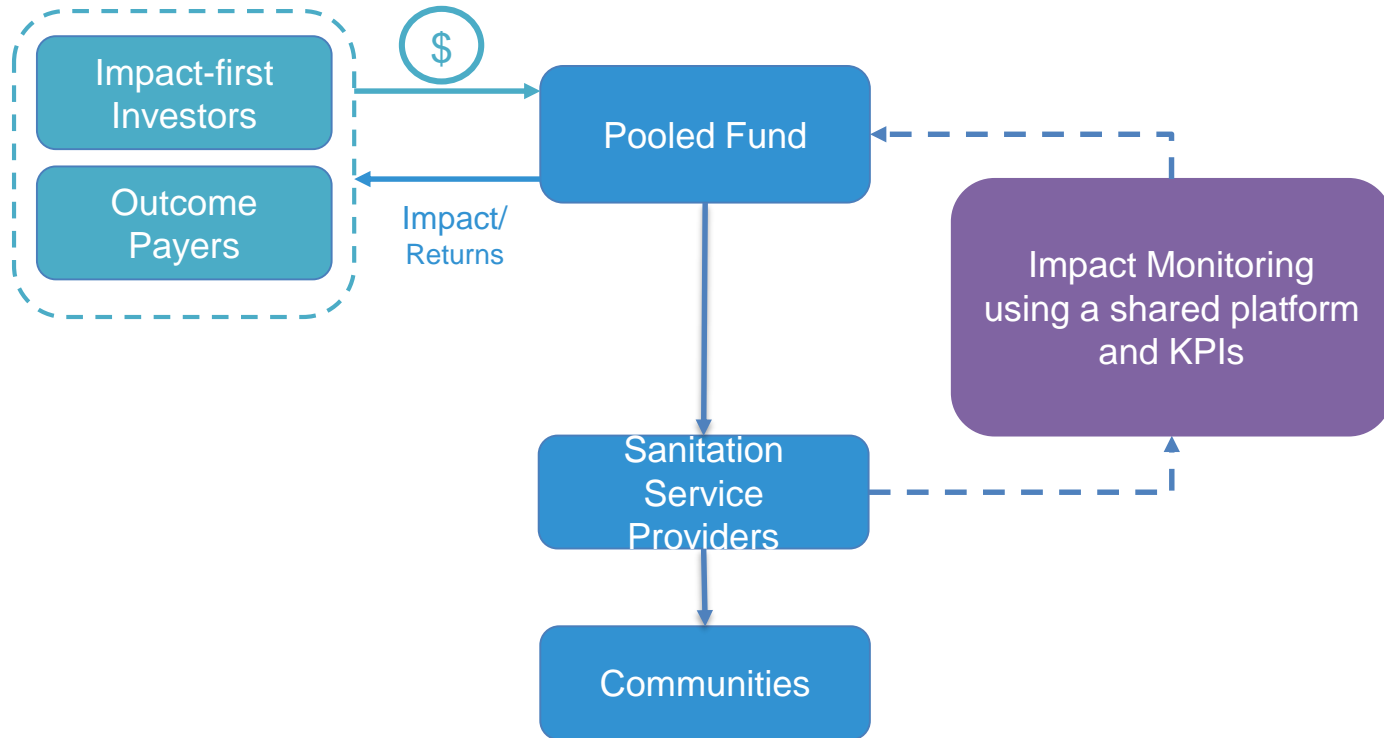 Impact-first
Investors
$
Pooled Fund
Outcome
Payers
Impact/
Returns
Impact Monitoring
using a shared platform
and KPIs
Sanitation
Service
Providers
Communities